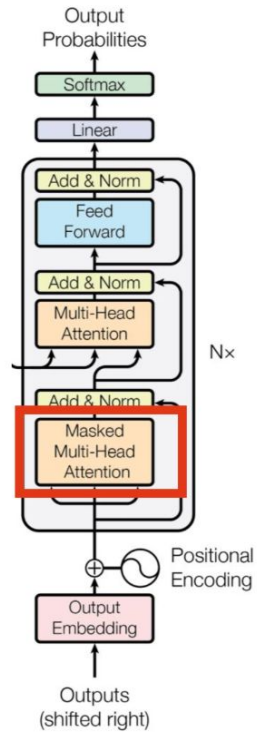 Output
Probabilities
Softmax
Linear
Add & Norm
Feed
Forward
Add & Norm
Multi-Head
Attention
N×
Add & Norm
Masked
Multi-Head
Attention
Positional
Encoding
Output
Embedding
Outputs
(shifted right)